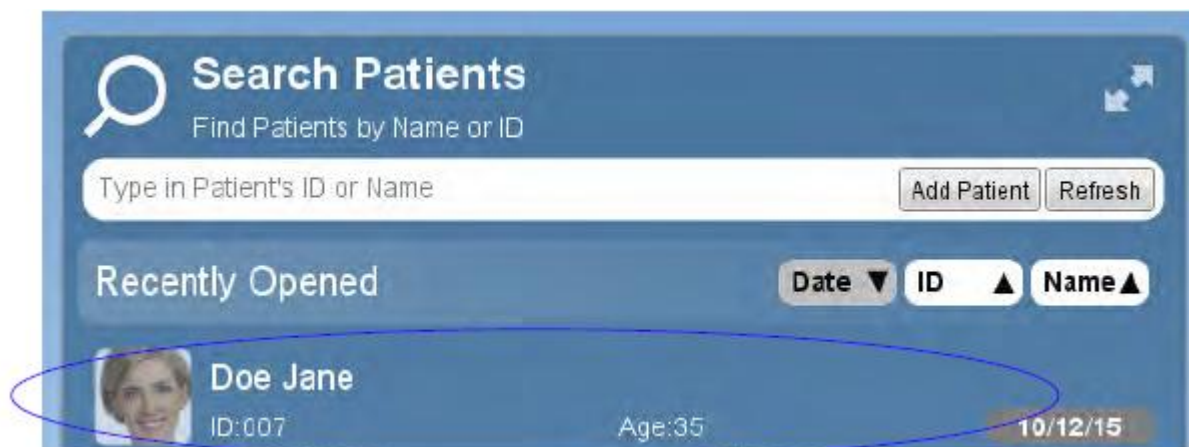 Search Patients
Find Patients by Name or ID
Type in Patient's ID or Name Add Patient Refresh
Recently Opened Date ▼ ID ▲ Name ▲
Doe Jane
ID:007 Age:35 10/12/15